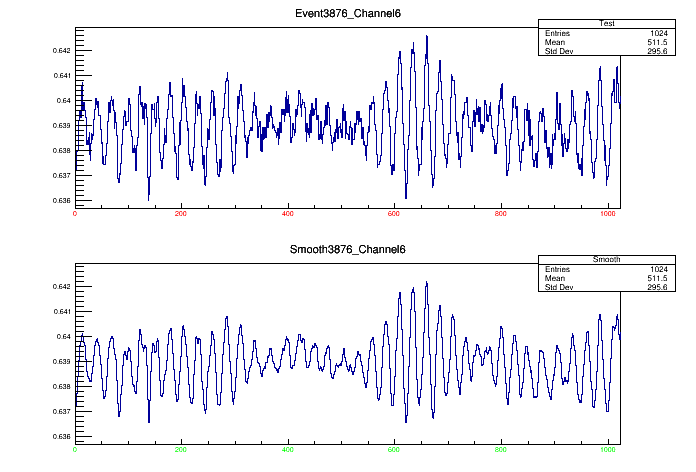 Event3876_Channel6
Test
Entries 1024
Mean 511.5
Std Dev 295.6
0.642
0.641
0.64
0.639
0.638
0.637
0.636
0 200 400 600 800 1000
Smooth3876_Channel6
Smooth
Entries 1024
Mean 511.5
Std Dev 295.6
0.642
0.641
0.64
0.639
0.638
0.637
0.636
0 200 400 600 800 1000